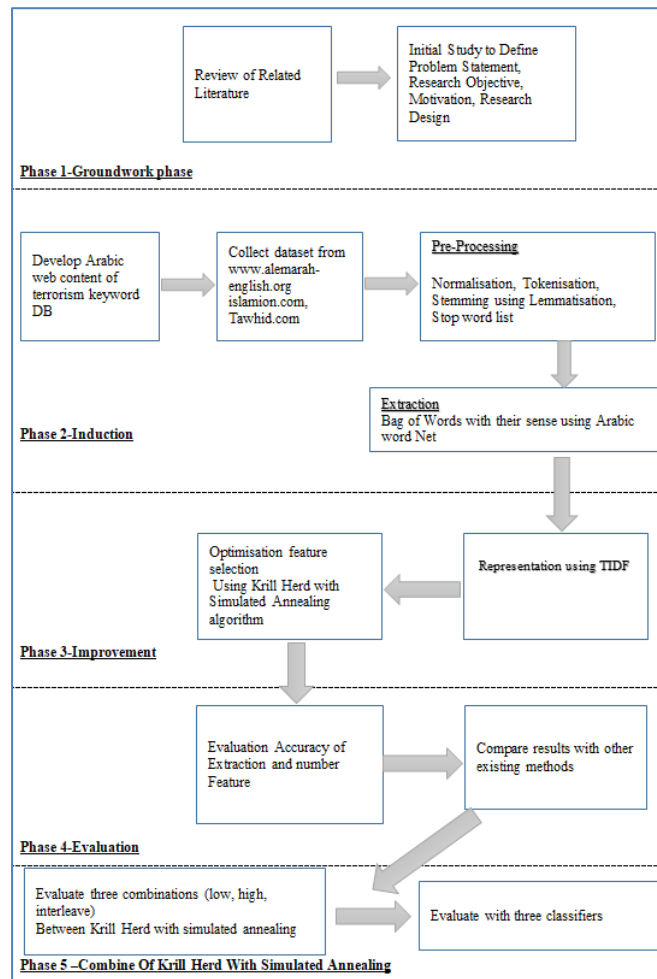 Review of Related
Literature
Initial Study to Define
Problem Statement,
Research Objective,
Motivation, Research
Design
Phase 1-Groundwork phase
Develop Arabic
web content of
terrorism keyword
DB
Collect dataset from
www.alemarah-
english.org
islamion.com,
Tawhid.com
Pre-Processing
Normalisation, Tokenisation,
Stemming using Lemmatisation,
Stop word list
Extraction
Bag of Words with their sense using Arabic
word Net
Phase 2-Induction
Optimisation feature
selection
Using Krill Herd with
Simulated Annealing
algorithm
Representation using TIDF
Phase 3-Improvement
Evaluation Accuracy of
Extraction and number
Feature
Compare results with other
existing methods
Phase 4-Evaluation
Evaluate three combinations (low, high,
interleave)
Between Krill Herd with simulated annealing
Evaluate with three classifiers
Phase 5 –Combine Of Krill Herd With Simulated Annealing